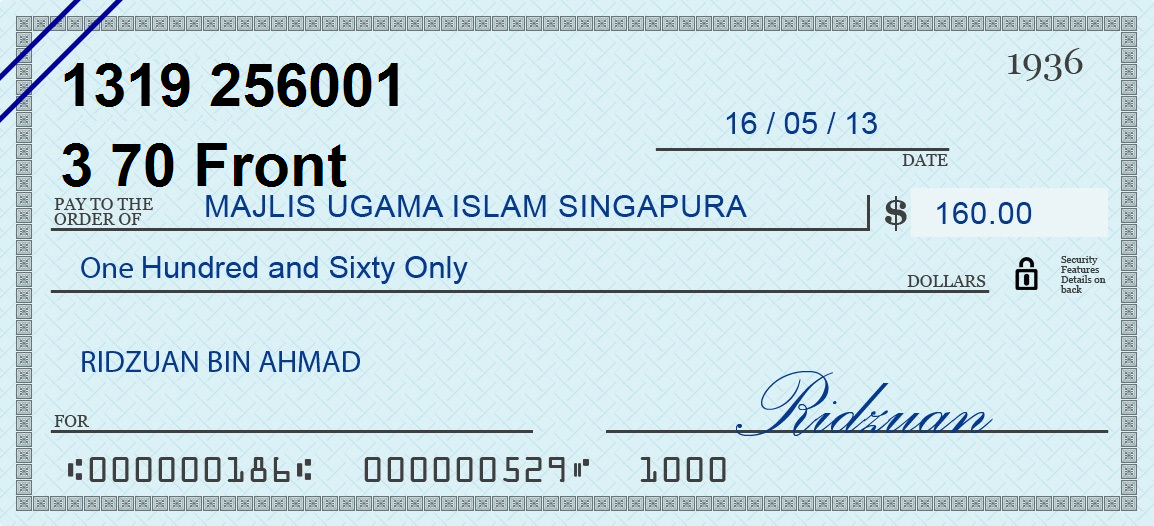 1319 256001
1936
16 / 05 / 13
DATE
3 70 Front
PAY TO THE
ORDER OF
MAJLIS UGAMA ISLAM SINGAPURA
$ 160.00
One Hundred and Sixty Only
DOLLARS
Security
Features
Details on
back
RIDZUAN BIN AHMAD
FOR
Ridzuan
⑆000000186⑆ 000000529⑈ 1000